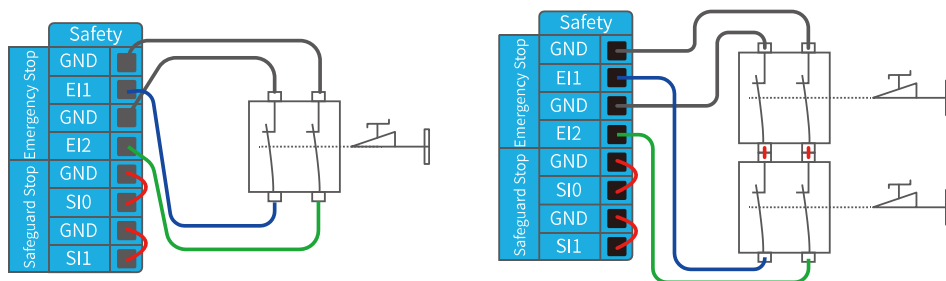 Safety
Emergency Stop
GND
EI1
GND
EI2
Safeguard Stop
GND
SI0
GND
SI1
Safety
Emergency Stop
GND
EI1
GND
EI2
Safeguard Stop
GND
SI0
GND
SI1